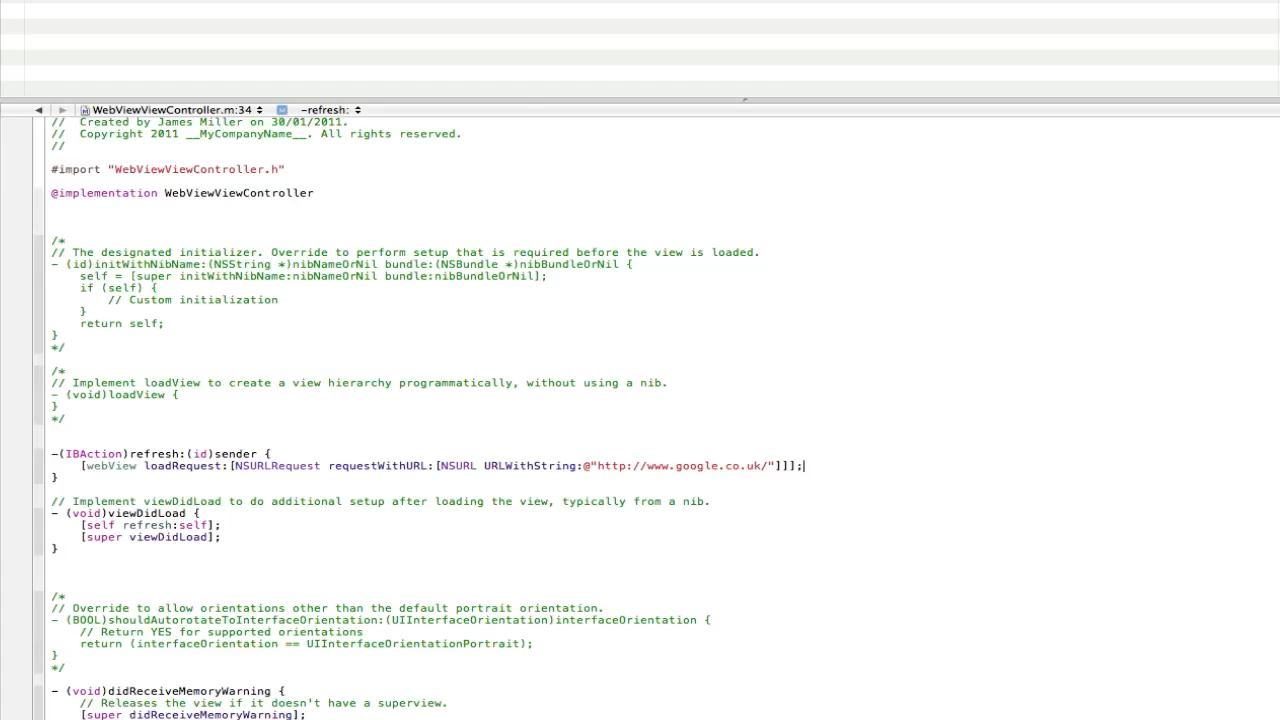 WebViewViewController.m:34 -refresh:
//  Created by James Miller on 30/01/2011.
//  Copyright 2011 __MyCompanyName__. All rights reserved.
//
#import "WebViewViewController.h"
@implementation WebViewViewController
/*
// The designated initializer. Override to perform setup that is required before the view is loaded.
- (id)initWithNibName:(NSString *)nibNameOrNil bundle:(NSBundle *)nibBundleOrNil {
    self = [super initWithNibName:nibNameOrNil bundle:nibBundleOrNil];
    if (self) {
        // Custom initialization
    }
    return self;
}
*/
/*
// Implement loadView to create a view hierarchy programmatically, without using a nib.
- (void)loadView {
}
*/
-(IBAction)refresh:(id)sender {
    [webView loadRequest:[NSURLRequest requestWithURL:[NSURL URLWithString:@"http://www.google.co.uk/"]]];
}
// Implement viewDidLoad to do additional setup after loading the view, typically from a nib.
- (void)viewDidLoad {
    [self refresh:self];
    [super viewDidLoad];
}
/*
// Override to allow orientations other than the default portrait orientation.
- (BOOL)shouldAutorotateToInterfaceOrientation:(UIInterfaceOrientation)interfaceOrientation {
    // Return YES for supported orientations
    return (interfaceOrientation == UIInterfaceOrientationPortrait);
}
*/
- (void)didReceiveMemoryWarning {
    // Releases the view if it doesn't have a superview.
    [super didReceiveMemoryWarning];